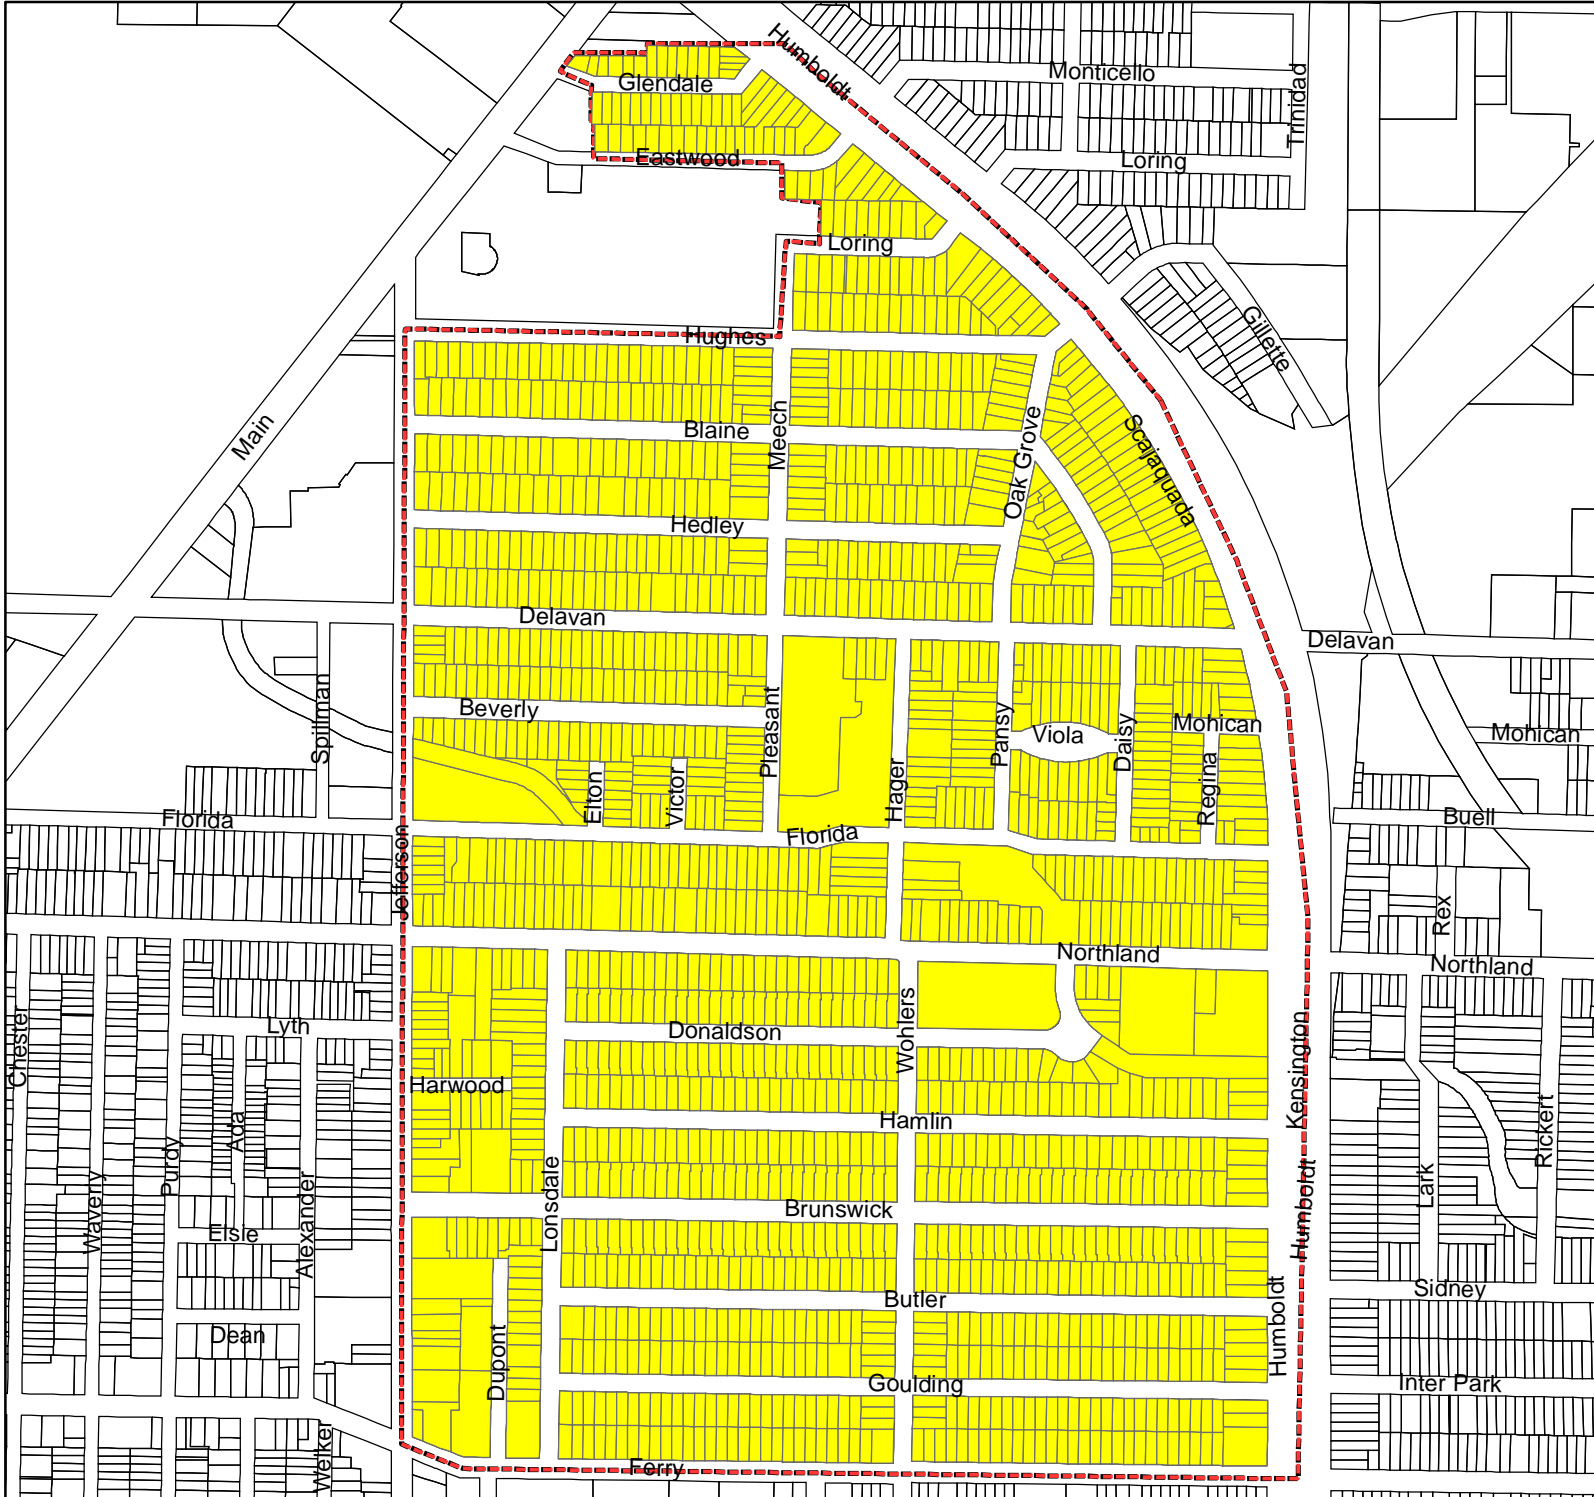 Humboldt
Monticello
Glendale
Trinidad
Eastwood
Loring
Loring
Hughes
Gillette
Main
Blaine
Meech
Oak Grove
Scajaquada
Hedley
Delavan
Delavan
Spillman
Beverly
Pleasant
Pansy
Viola
Daisy
Mohican
Mohican
Elton
Victor
Hager
Regina
Florida
Florida
Buell
Jefferson
Rex
Northland
Northland
Chester
Lyth
Donaldson
Wohlers
Kensington
Harwood
Hamlin
Ada
Purdy
Rickert
Waverly
Alexander
Lonsdale
Lark
Brunswick
Humboldt
Elsie
Sidney
Butler
Dean
Dupont
Humboldt
Goulding
Inter Park
Welker
Ferry